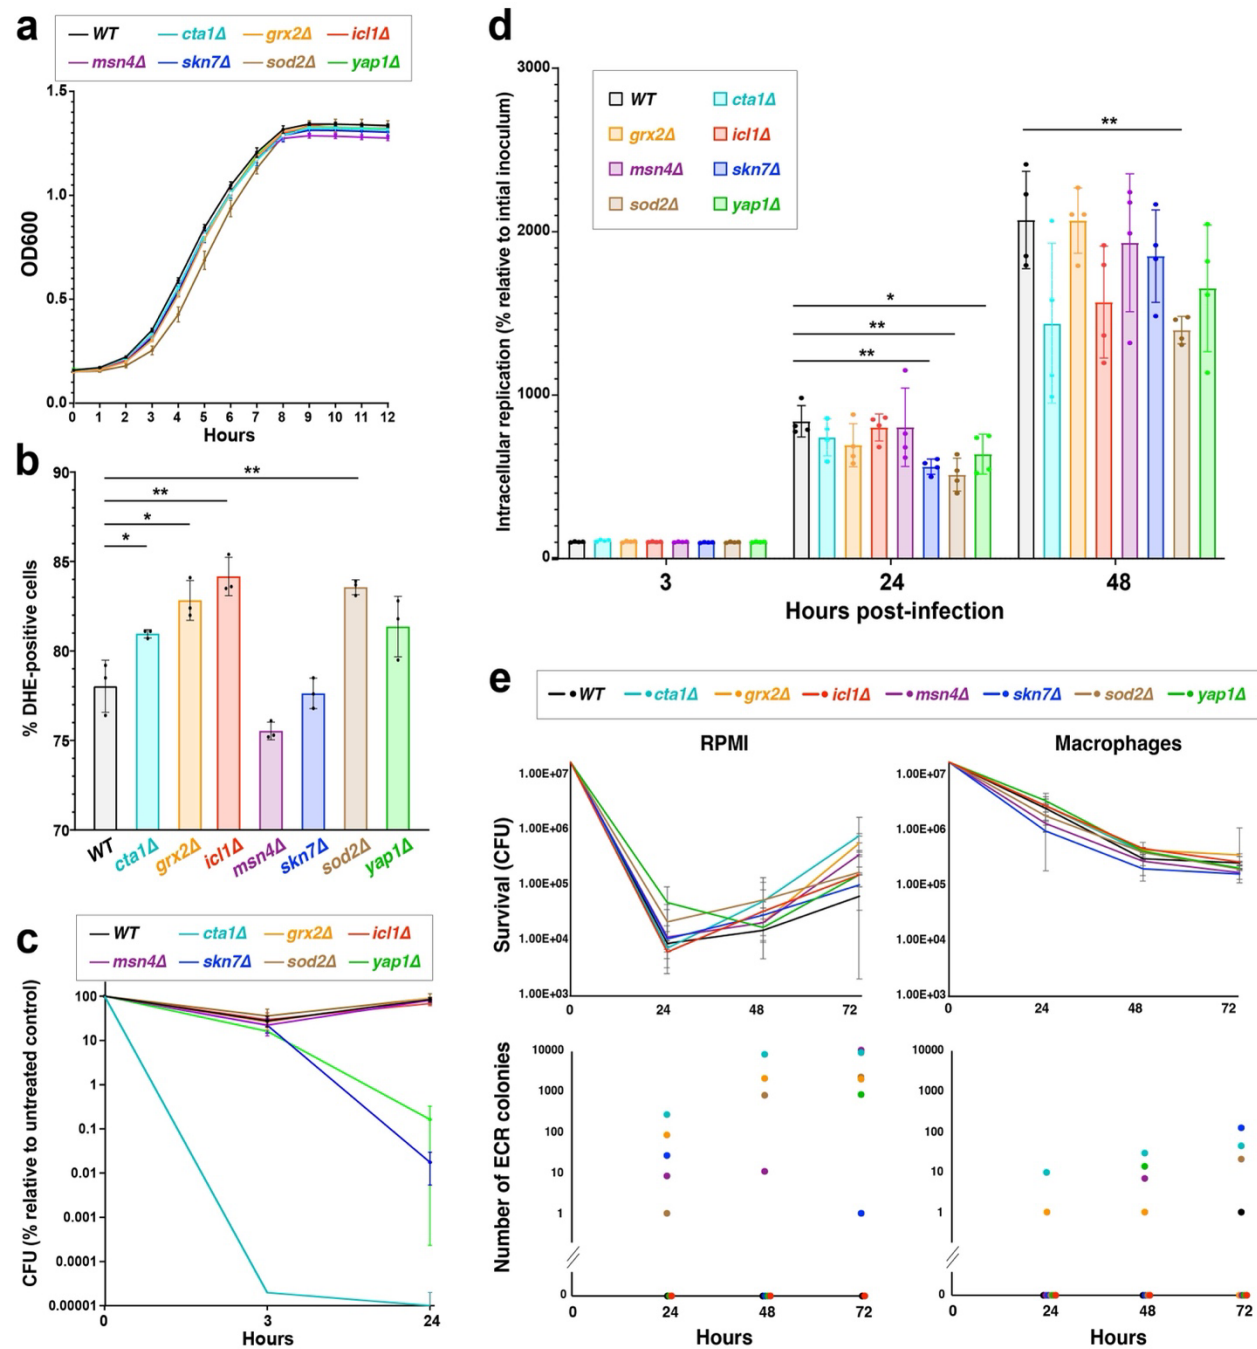 a
WT cta1Δ grx2Δ icl1Δ
msn4Δ skn7Δ sod2Δ yap1Δ
OD600
1.5
1.0
0.5
0.0
0 1 2 3 4 5 6 7 8 9 10 11 12
Hours
b
% DHE-positive cells
90
85
80
75
70
**
**
*
*
WT cta1Δ grx2Δ icl1Δ msn4Δ skn7Δ sod2Δ yap1Δ
c
WT cta1Δ grx2Δ icl1Δ
msn4Δ skn7Δ sod2Δ yap1Δ
CFU (% relative to untreated control)
100
10
1
0.1
0.01
0.001
0.0001
0.00001
0 3 24
Hours
d
Intracellular replication (% relative to intial inoculum)
3000
2000
1000
0
WT cta1Δ
grx2Δ icl1Δ
msn4Δ skn7Δ
sod2Δ yap1Δ
*
**
**
**
3 24 48
Hours post-infection
e
WT cta1Δ grx2Δ icl1Δ msn4Δ skn7Δ sod2Δ yap1Δ
RPMI
Survival (CFU)
1.00E+07
1.00E+06
1.00E+05
1.00E+04
1.00E+03
0 24 48 72
Macrophages
1.00E+07
1.00E+06
1.00E+05
1.00E+04
1.00E+03
0 24 48 72
Number of ECR colonies
10000
1000
100
10
1
0
0 24 48 72
Hours
10000
1000
100
10
1
0
0 24 48 72
Hours